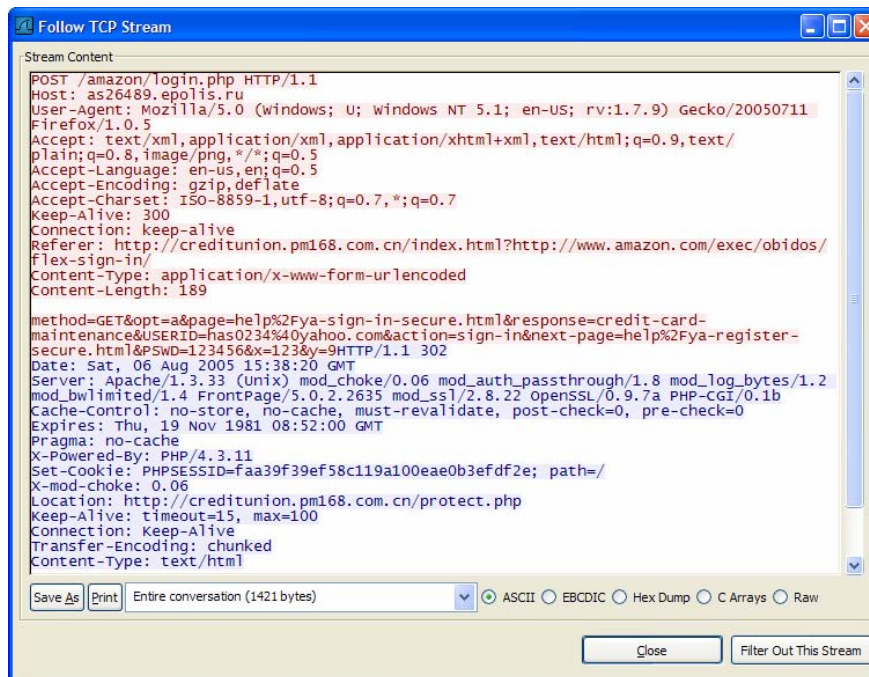 Follow TCP Stream
Stream Content
POST /amazon/login.php HTTP/1.1
Host: as26489.epolis.ru
User-Agent: Mozilla/5.0 (Windows; U; Windows NT 5.1; en-US; rv:1.7.9) Gecko/20050711
Firefox/1.0.5
Accept: text/xml,application/xml,application/xhtml+xml,text/html;q=0.9,text/
plain;q=0.8,image/png,*/*;q=0.5
Accept-Language: en-us,en;q=0.5
Accept-Encoding: gzip,deflate
Accept-Charset: ISO-8859-1,utf-8;q=0.7,*;q=0.7
Keep-Alive: 300
Connection: keep-alive
Referer: http://creditunion.pm168.com.cn/index.html?http://www.amazon.com/exec/obidos/
flex-sign-in/
Content-Type: application/x-www-form-urlencoded
Content-Length: 189
method=GET&opt=a&page=help%2Fya-sign-in-secure.html&response=credit-card-
maintenance&USERID=has0234%40yahoo.com&action=sign-in&next-page=help%2Fya-register-
secure.html&PSWD=123456&x=123&y=9HTTP/1.1 302
Date: Sat, 06 Aug 2005 15:38:20 GMT
Server: Apache/1.3.33 (Unix) mod_choke/0.06 mod_auth_passthrough/1.8 mod_log_bytes/1.2
mod_bwlimited/1.4 FrontPage/5.0.2.2635 mod_ssl/2.8.22 OpenSSL/0.9.7a PHP-CGI/0.1b
Cache-Control: no-store, no-cache, must-revalidate, post-check=0, pre-check=0
Expires: Thu, 19 Nov 1981 08:52:00 GMT
Pragma: no-cache
X-Powered-By: PHP/4.3.11
Set-Cookie: PHPSESSID=faa39f39ef58c119a100eae0b3efdf2e; path=/
X-mod-choke: 0.06
Location: http://creditunion.pm168.com.cn/protect.php
Keep-Alive: timeout=15, max=100
Connection: Keep-Alive
Transfer-Encoding: chunked
Content-Type: text/html
Save As Print Entire conversation (1421 bytes) ASCII EBCDIC Hex Dump C Arrays Raw
Close Filter Out This Stream